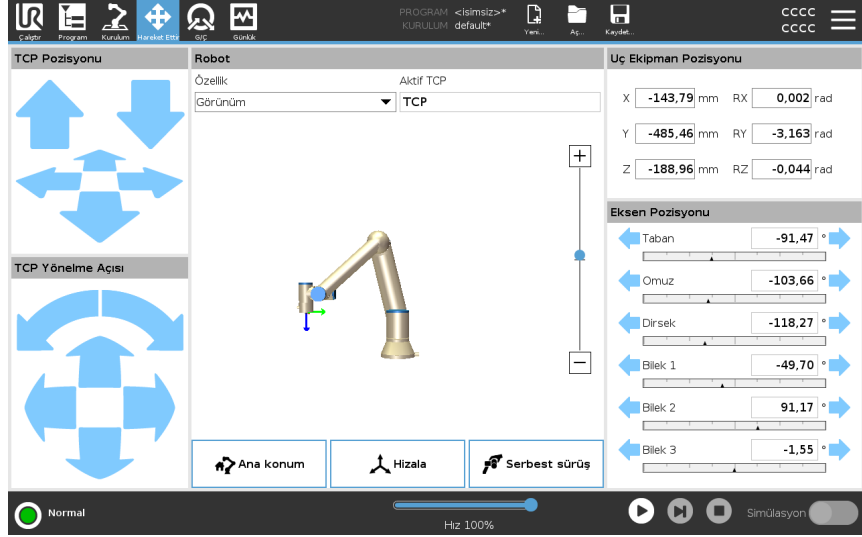 UR
PROGRAM <isimsiz>*
KURULUM default*
CCCC
CCCC
Çalıştır Program Kurulum Hareket Ettir G/Ç Günlük Yeni... Aç... Kaydet...
TCP Pozisyonu
Robot
Özellik
Aktif TCP
Görünüm
TCP
Uç Ekipman Pozisyonu
X -143,79 mm RX 0,002 rad
Y -485,46 mm RY -3,163 rad
Z -188,96 mm RZ -0,044 rad
Eksen Pozisyonu
Taban -91,47 °
Omuz -103,66 °
Dirsek -118,27 °
Bilek 1 -49,70 °
Bilek 2 91,17 °
Bilek 3 -1,55 °
TCP Yönelme Açısı
Ana konum
Hizala
Serbest sürüş
Normal
Hız 100%
Simülasyon